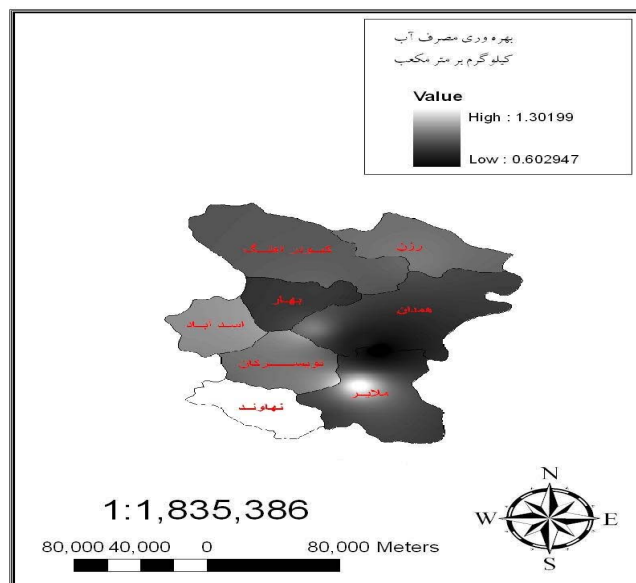 بهره وری مصرف آب
کیلوگرم بر متر مکعب
Value
High : 1.30199
Low : 0.602947
رزن
بهار
همدان
اسد آباد
تویسرکان
ملایر
نهاوند
1:1,835,386
80,000 40,000 0 80,000 Meters
N
W E
S